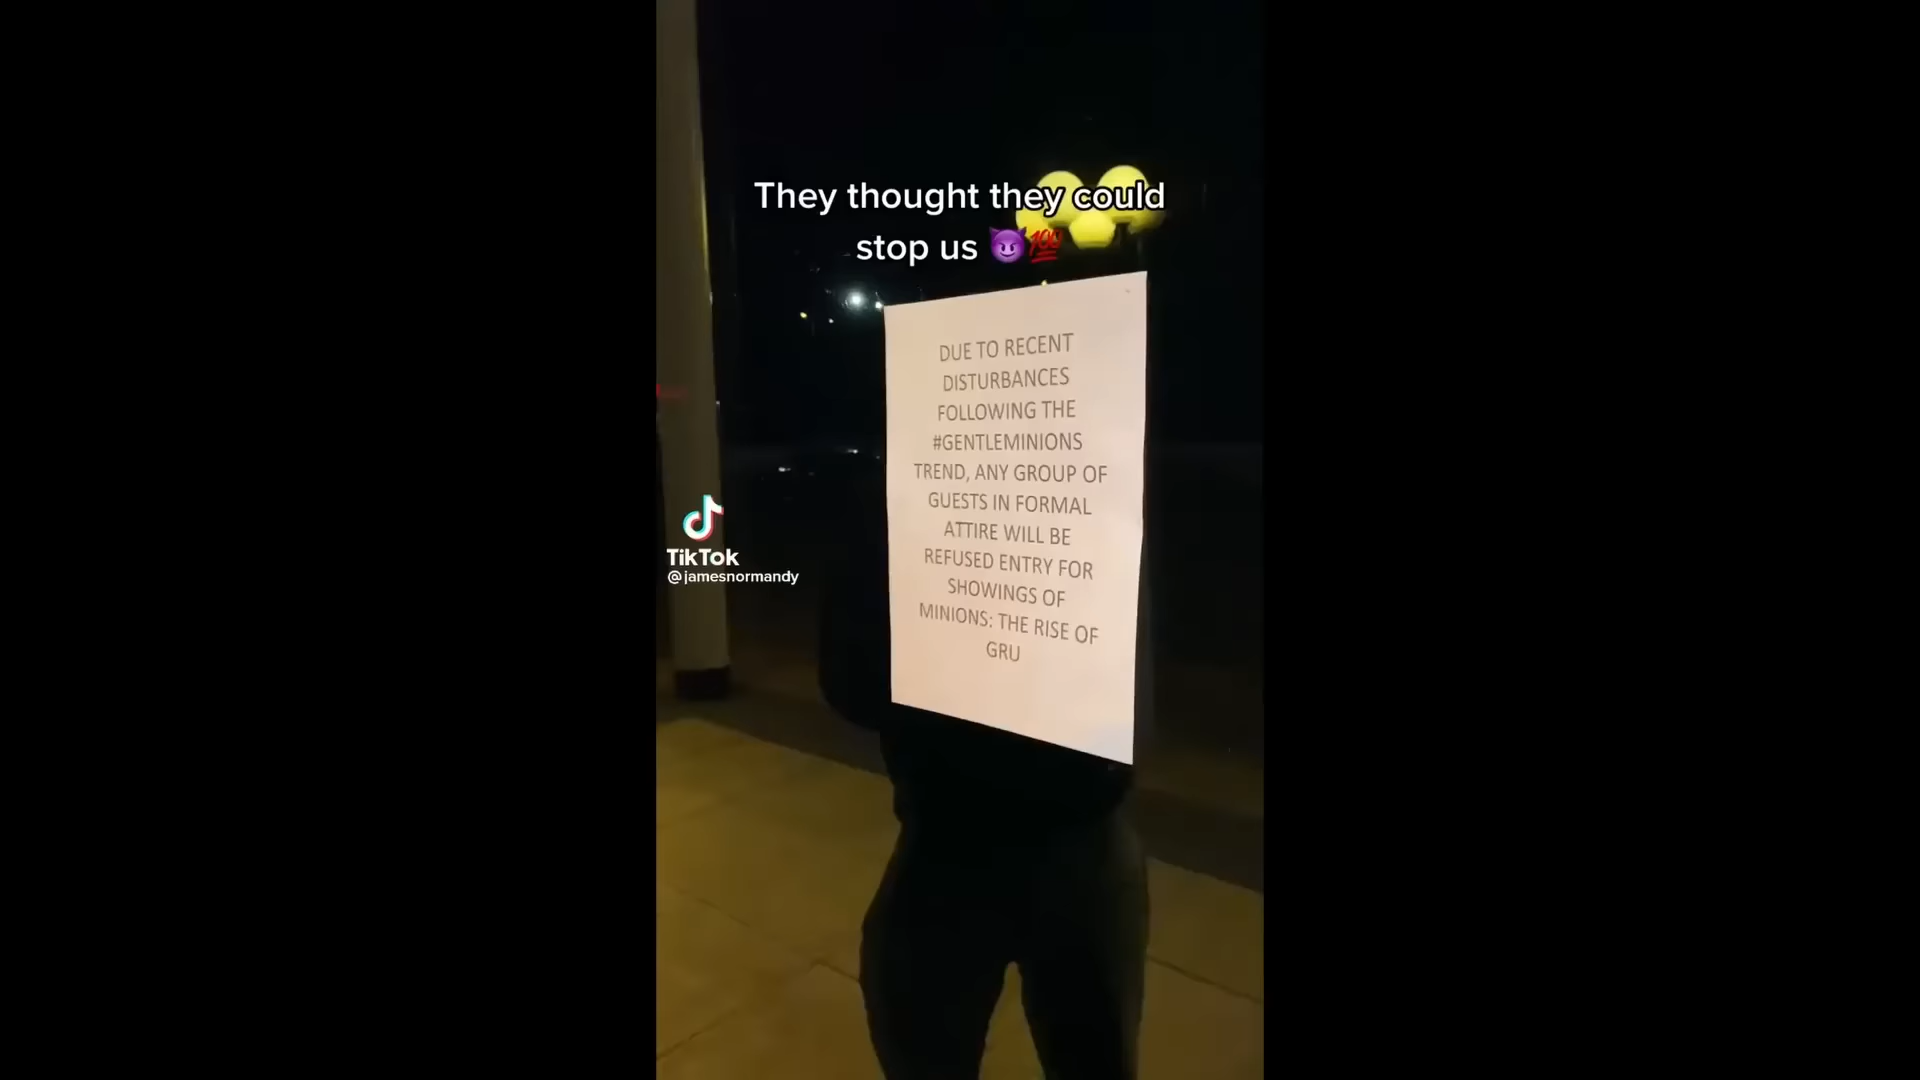 They thought they could
stop us 😈💯
DUE TO RECENT
DISTURBANCES
FOLLOWING THE
#GENTLEMINIONS
TREND, ANY GROUP OF
GUESTS IN FORMAL
ATTIRE WILL BE
REFUSED ENTRY FOR
SHOWINGS OF
MINIONS: THE RISE OF
GRU
TikTok
@jamesnormandy